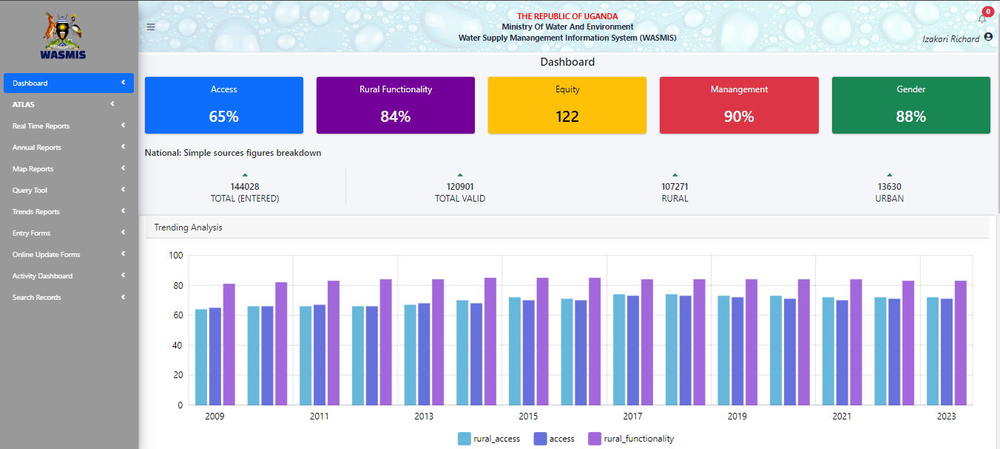 WASMIS
Dashboard
ATLAS
Real Time Reports
Annual Reports
Map Reports
Query Tool
Trends Reports
Entry Forms
Online Update Forms
Activity Dashboard
Search Records
THE REPUBLIC OF UGANDA
Ministry Of Water And Environment
Water Supply Manangement Information System (WASMIS)
0
Izakari Richard
Dashboard
Access
65%
Rural Functionality
84%
Equity
122
Manangement
90%
Gender
88%
National: Simple sources figures breakdown
144028
TOTAL (ENTERED)
120901
TOTAL VALID
107271
RURAL
13630
URBAN
Trending Analysis
100
80
60
40
20
0
2009 2011 2013 2015 2017 2019 2021 2023
rural_access access rural_functionality